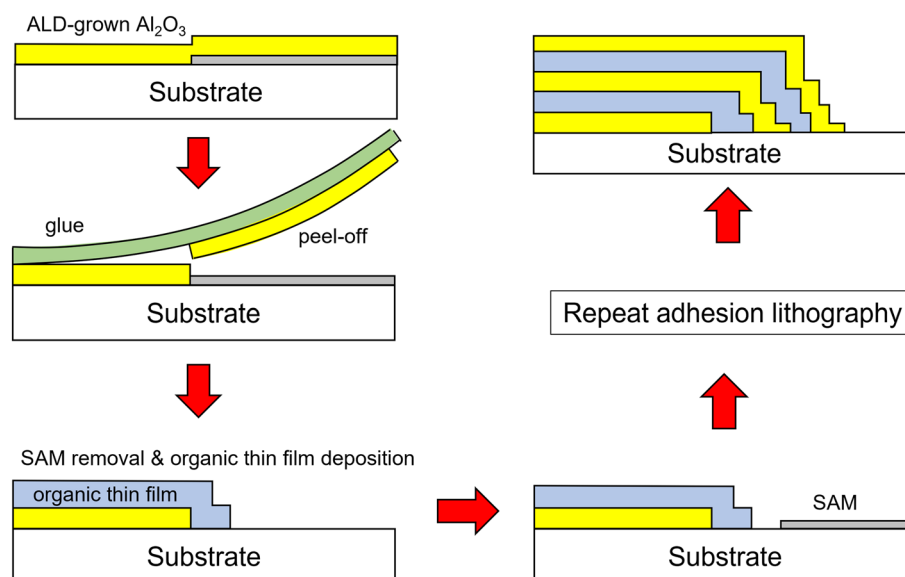 ALD-grown Al₂O₃
Substrate
glue
peel-off
Substrate
SAM removal & organic thin film deposition
organic thin film
Substrate
SAM
Substrate
Repeat adhesion lithography
Substrate